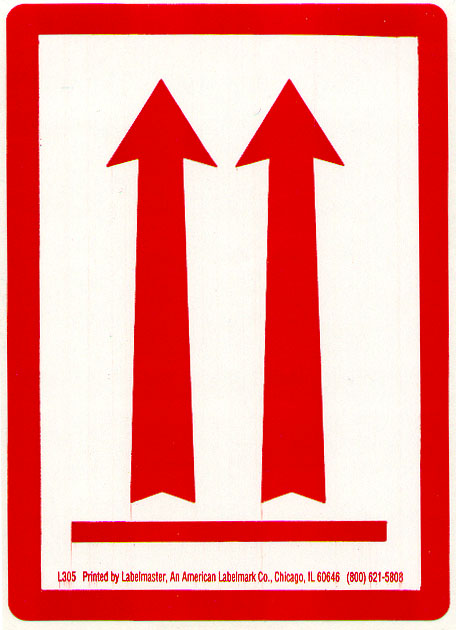 L305 Printed by Labelmaster, An American Labelmark Co., Chicago, IL 60646 (800) 621-5808